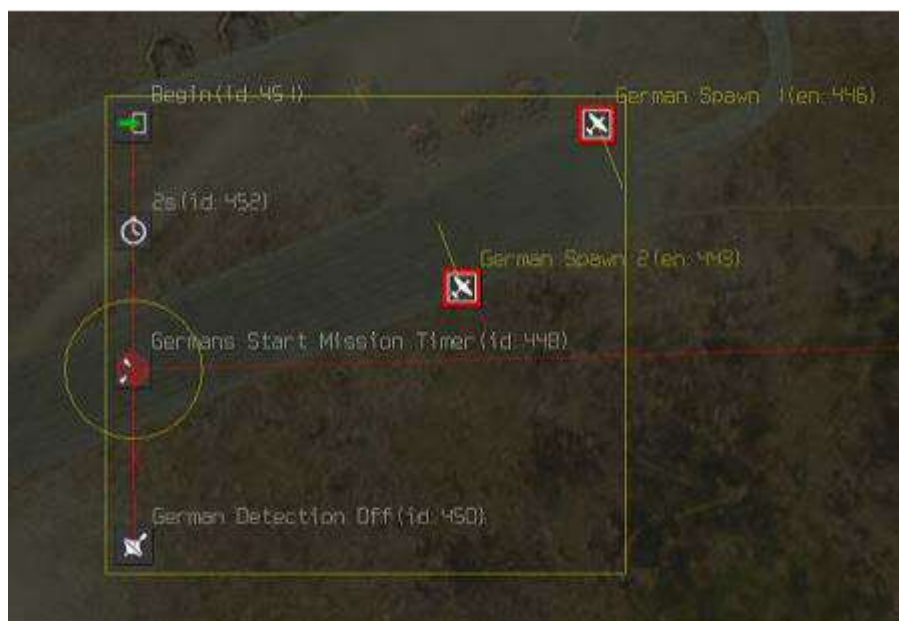 Begin(id: 451)
German Spawn 1(en: 446)
2s(id: 452)
German Spawn 2(en: 443)
Germans Start Mission Timer(id: 448)
German Detection Off(id: 450)